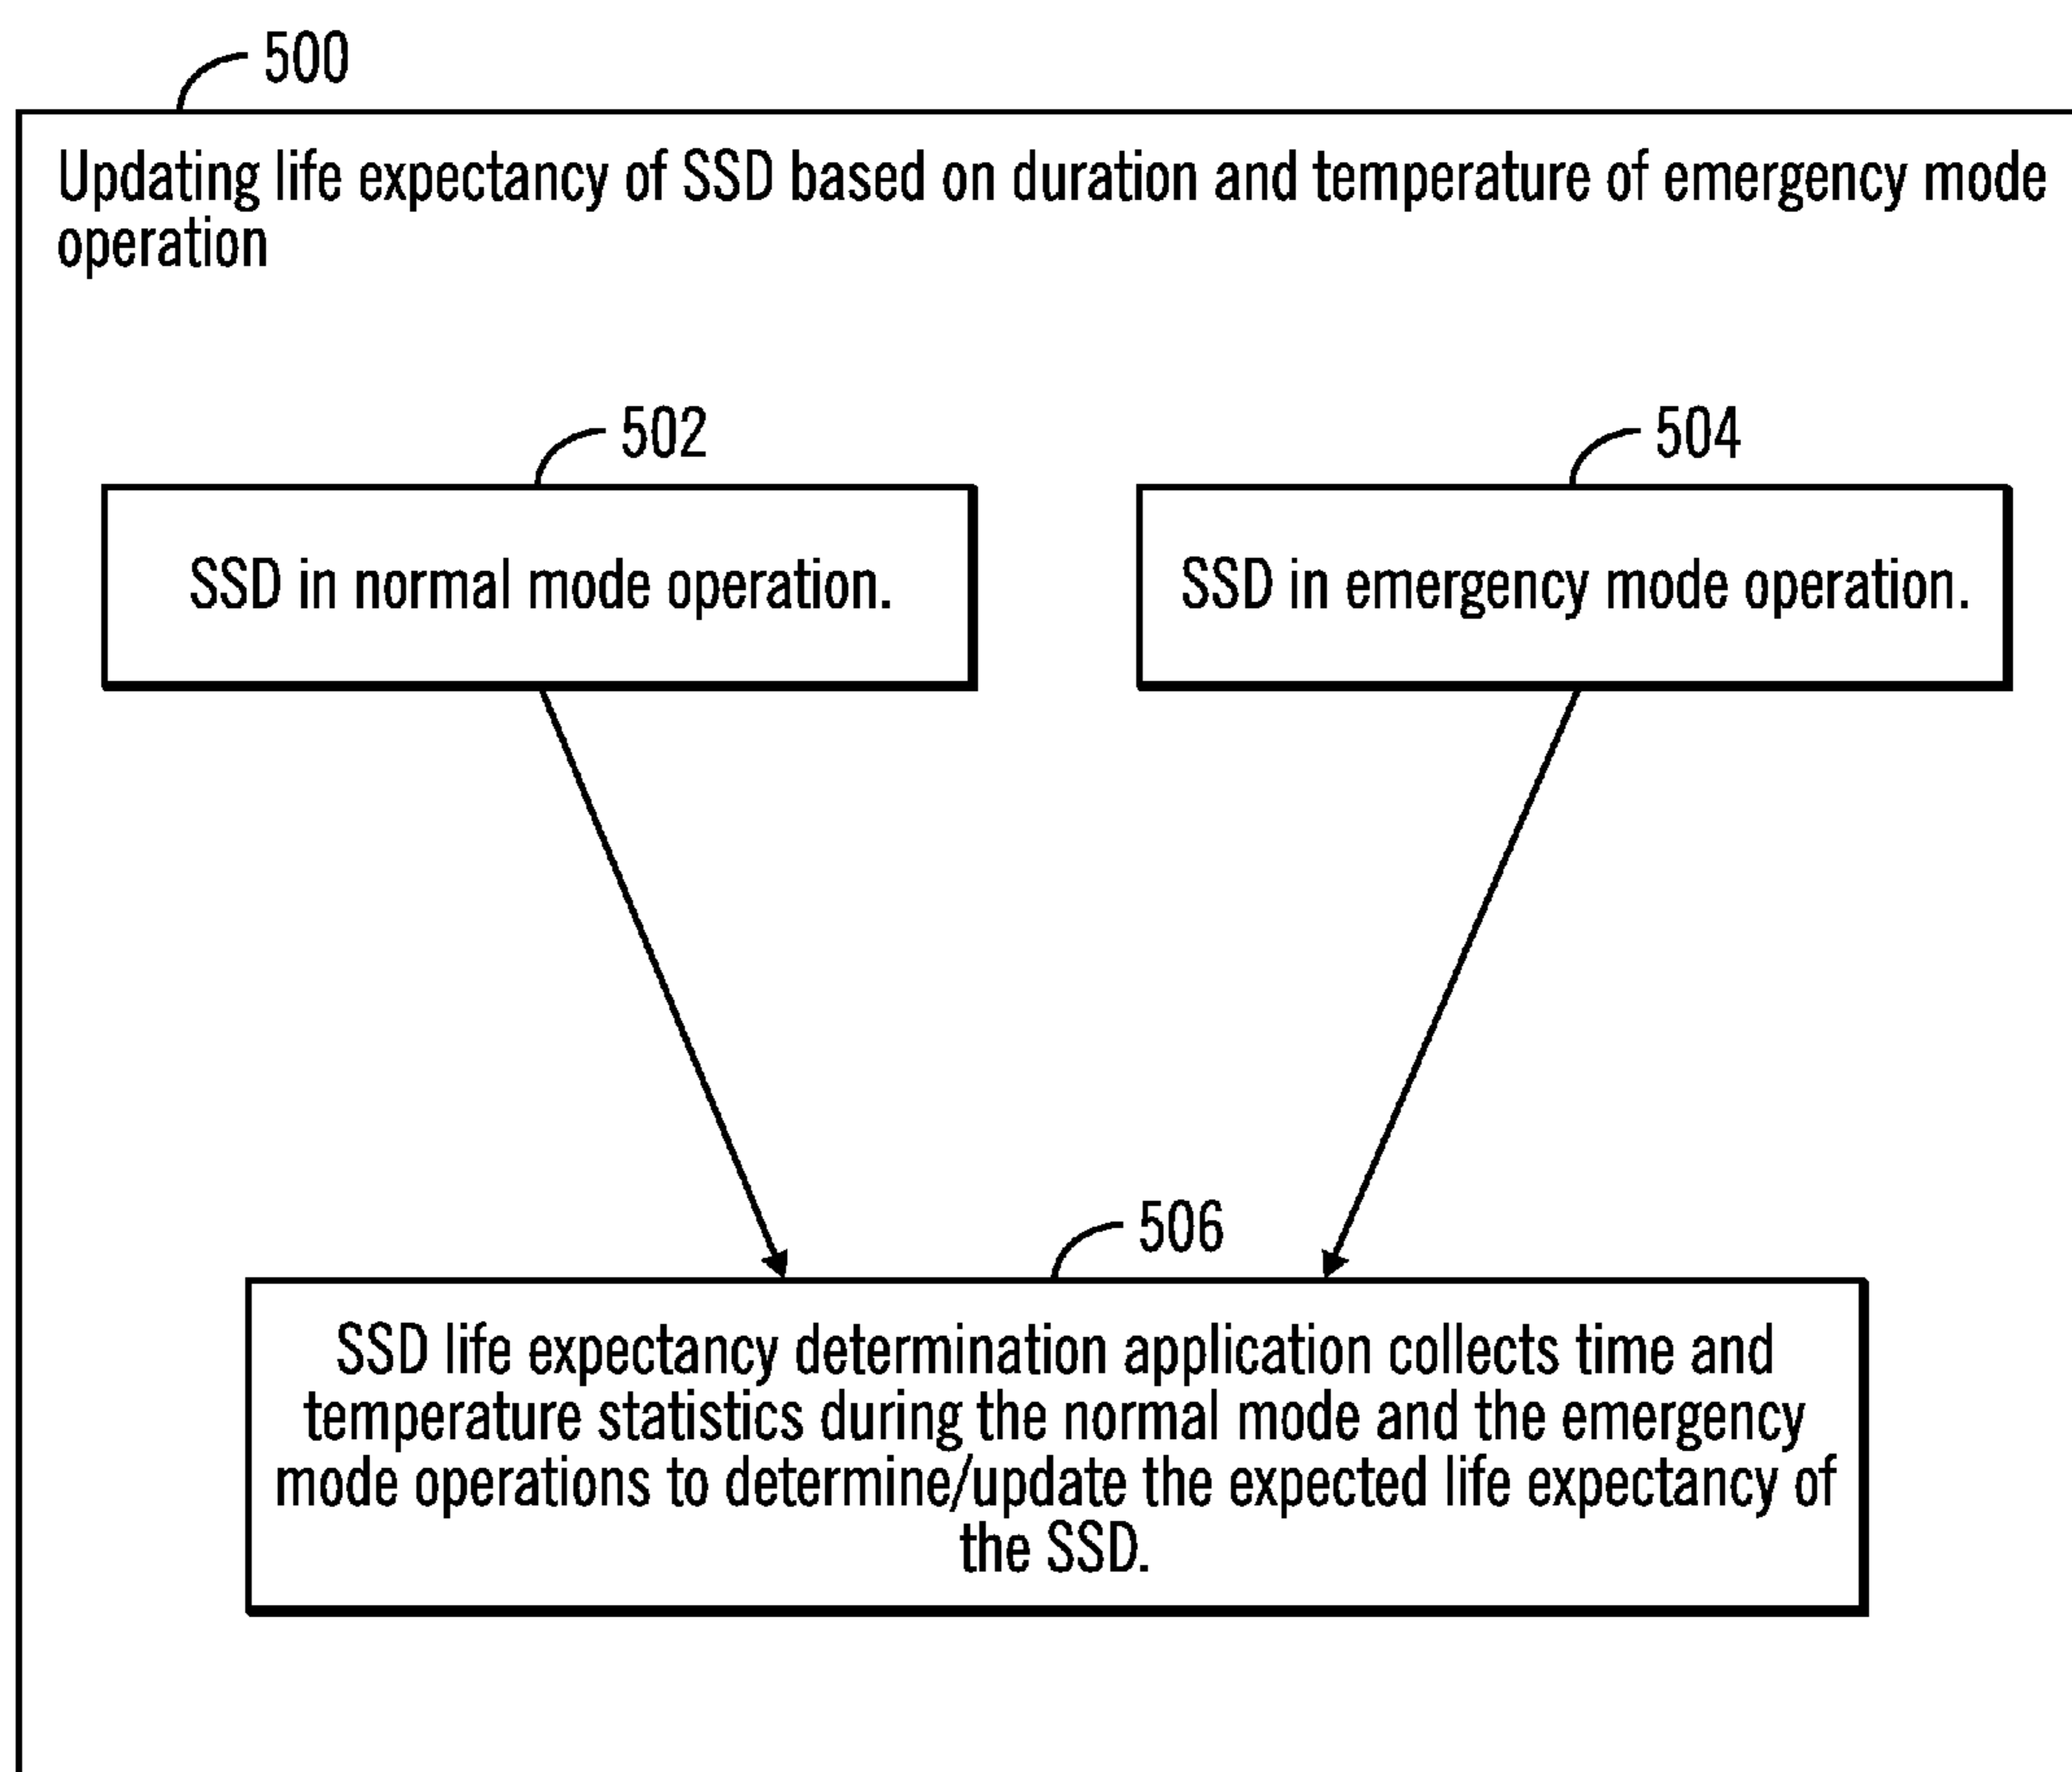 500
Updating life expectancy of SSD based on duration and temperature of emergency mode
operation
502
504
SSD in normal mode operation.
SSD in emergency mode operation.
506
SSD life expectancy determination application collects time and
temperature statistics during the normal mode and the emergency
mode operations to determine/update the expected life expectancy of
the SSD.